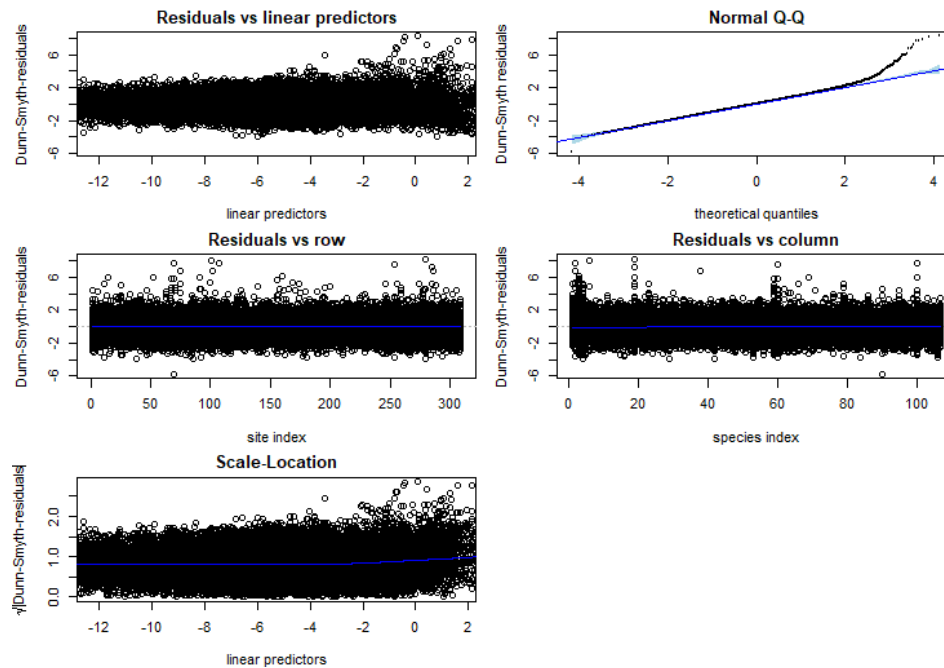 Residuals vs linear predictors
Dunn-Smyth-residuals
6
2
-2
-6
-12 -10 -8 -6 -4 -2 0 2
linear predictors
Normal Q-Q
Dunn-Smyth residuals
6
2
-2
-6
-4 -2 0 2 4
theoretical quantiles
Residuals vs row
Dunn-Smyth-residuals
6
2
-2
-6
0 50 100 150 200 250 300
site index
Residuals vs column
Dunn-Smyth-residuals
6
2
-2
-6
0 20 40 60 80 100
species index
Scale-Location
√|Dunn-Smyth-residuals|
2.0
1.0
0.0
-12 -10 -8 -6 -4 -2 0 2
linear predictors